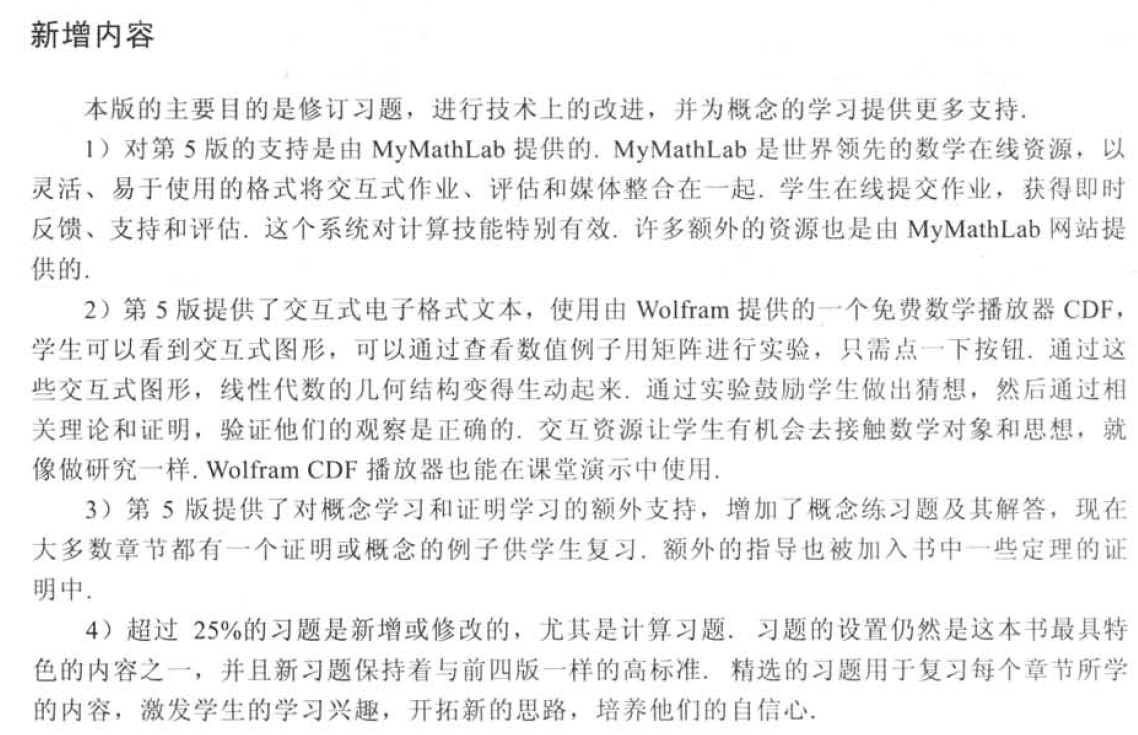 新增内容
本版的主要目的是修订习题，进行技术上的改进，并为概念的学习提供更多支持.
1）对第 5 版的支持是由 MyMathLab 提供的. MyMathLab 是世界领先的数学在线资源，以
灵活、易于使用的格式将交互式作业、评估和媒体整合在一起. 学生在线提交作业，获得即时
反馈、支持和评估. 这个系统对计算技能特别有效. 许多额外的资源也是由 MyMathLab 网站提
供的.
2）第 5 版提供了交互式电子格式文本，使用由 Wolfram 提供的一个免费数学播放器 CDF，
学生可以看到交互式图形，可以通过查看数值例子用矩阵进行实验，只需点一下按钮. 通过这
些交互式图形，线性代数的几何结构变得生动起来. 通过实验鼓励学生做出猜想，然后通过相
关理论和证明，验证他们的观察是正确的. 交互资源让学生有机会去接触数学对象和思想，就
像做研究一样. Wolfram CDF 播放器也能在课堂演示中使用.
3）第 5 版提供了对概念学习和证明学习的额外支持，增加了概念练习题及其解答，现在
大多数章节都有一个证明或概念的例子供学生复习. 额外的指导也被加入书中一些定理的证
明中.
4）超过 25%的习题是新增或修改的，尤其是计算习题. 习题的设置仍然是这本书最具特
色的内容之一，并且新习题保持着与前四版一样的高标准. 精选的习题用于复习每个章节所学
的内容，激发学生的学习兴趣，开拓新的思路，培养他们的自信心.